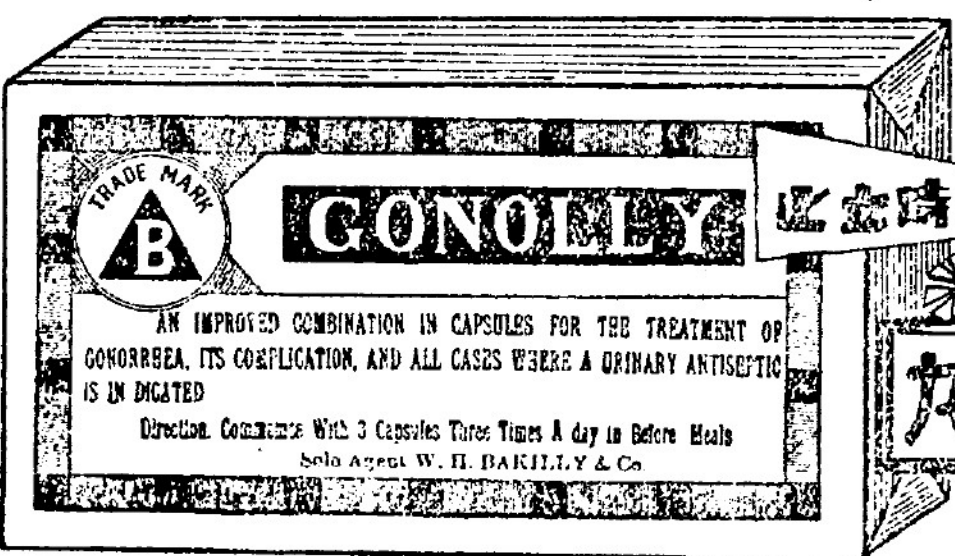 TRADE MARK
B
GONOLLY
AN IMPROVED COMBINATION IN CAPSULES FOR THE TREATMENT OF
GONORRHEA, ITS COMPLICATION, AND ALL CASES WHERE A URINARY ANTISEPTIC
IS IN DICATED
Direction. Commence With 3 Capsules Three Times A day in Before Meals
Sole Agent W. H. BAKILLY & Co.